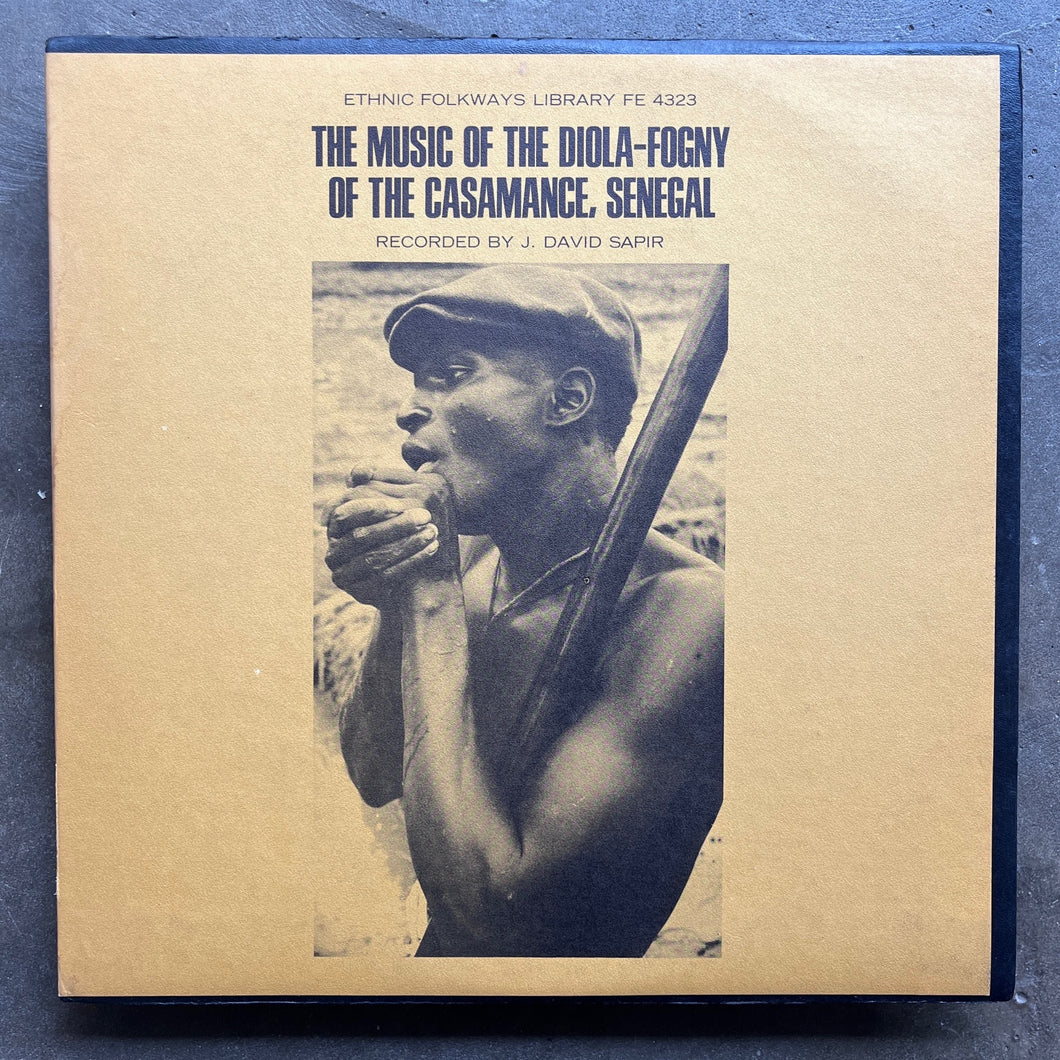 ETHNIC FOLKWAYS LIBRARY FE 4323
THE MUSIC OF THE DIOLA-FOGNY
OF THE CASAMANCE, SENEGAL
RECORDED BY J. DAVID SAPIR